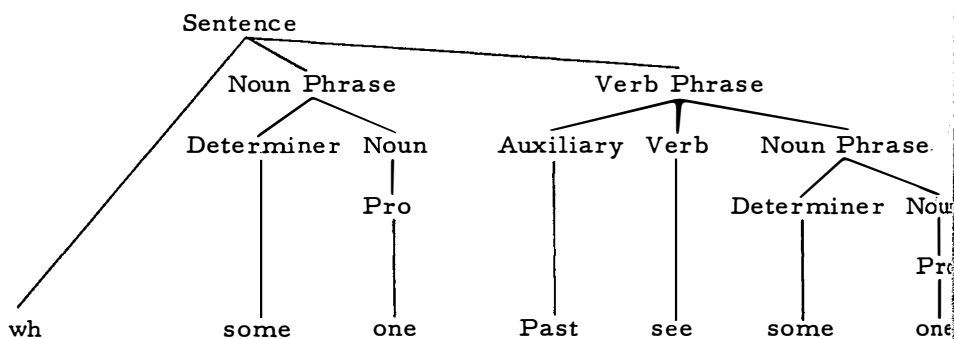 Sentence
Noun Phrase Verb Phrase
Determiner Noun Auxiliary Verb Noun Phrase
Pro Determiner
wh some one Past see some one